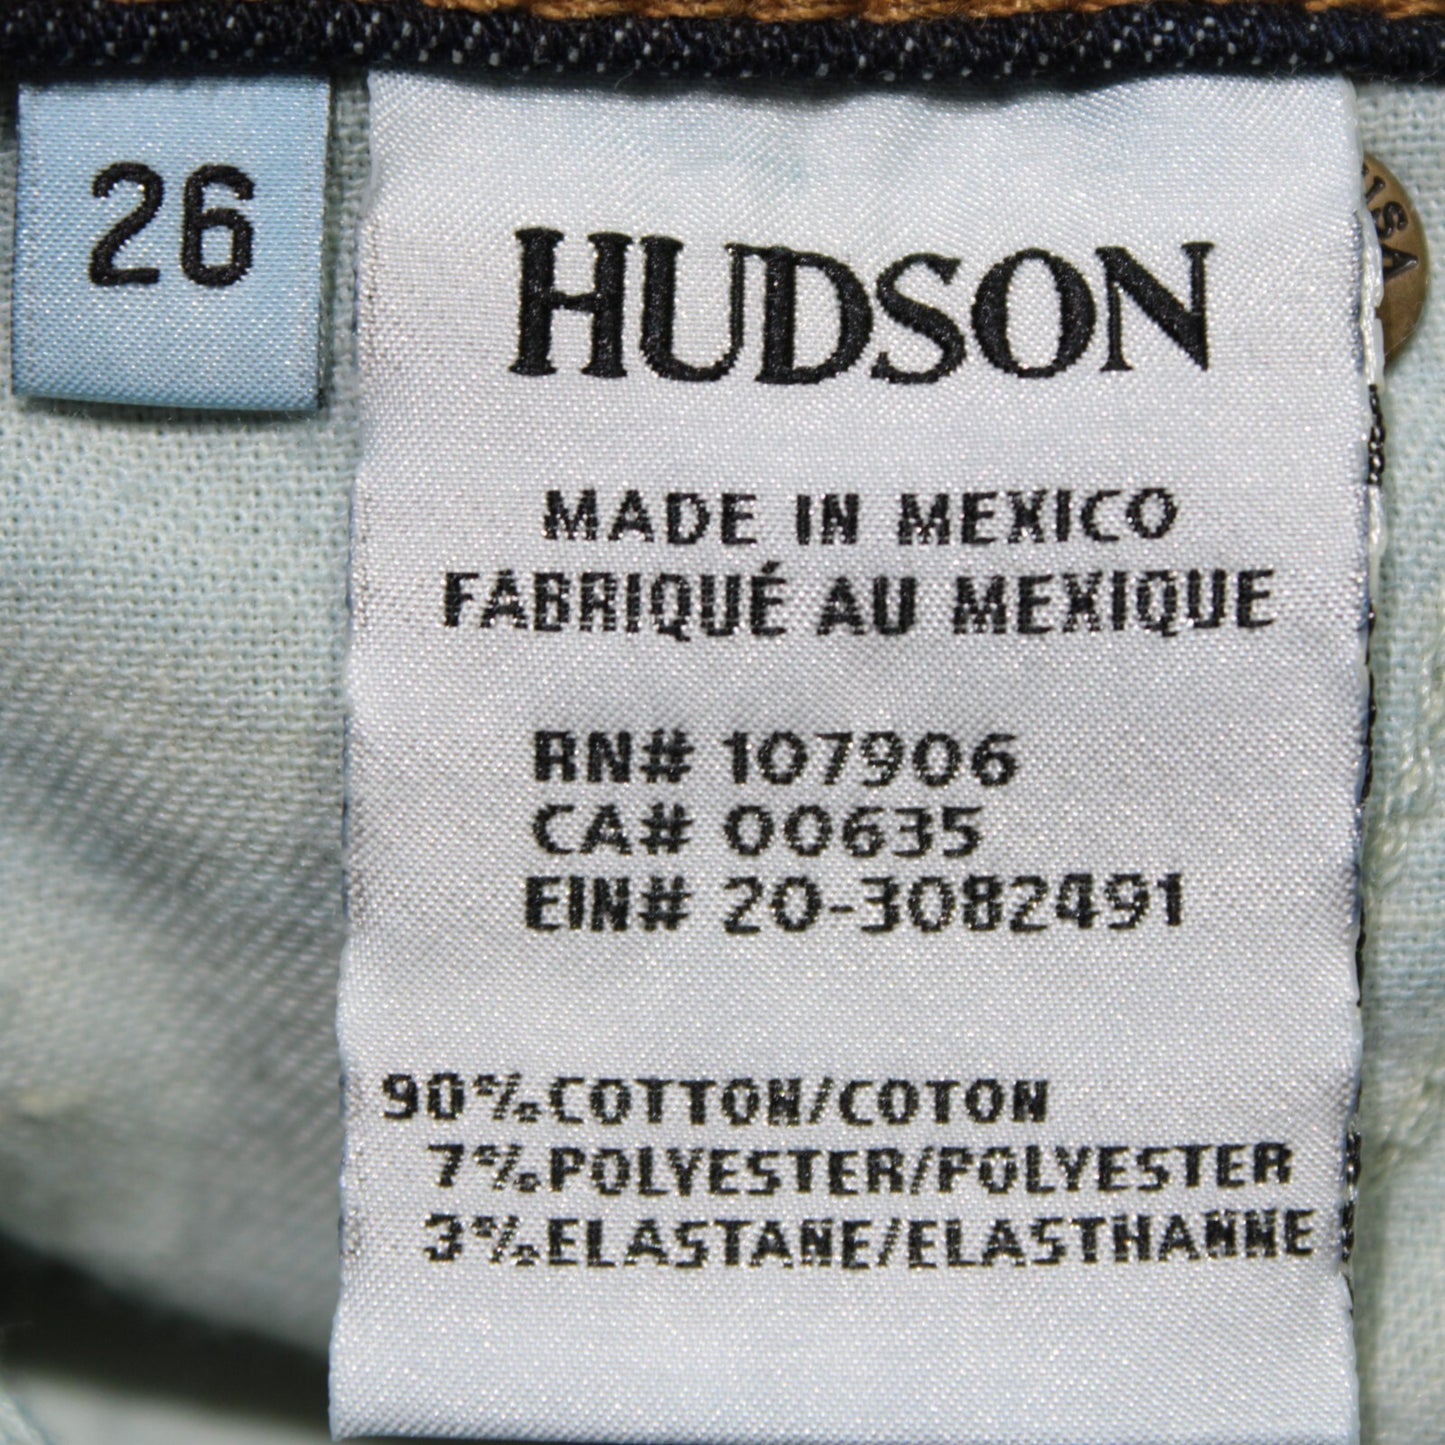 26
HUDSON
MADE IN MEXICO
FABRIQUÉ AU MEXIQUE
RN# 107906
CA# 00635
EIN# 20-3082491
90% COTTON/COTON
7% POLYESTER/POLYESTER
3% ELASTANE/ELASTHANNE